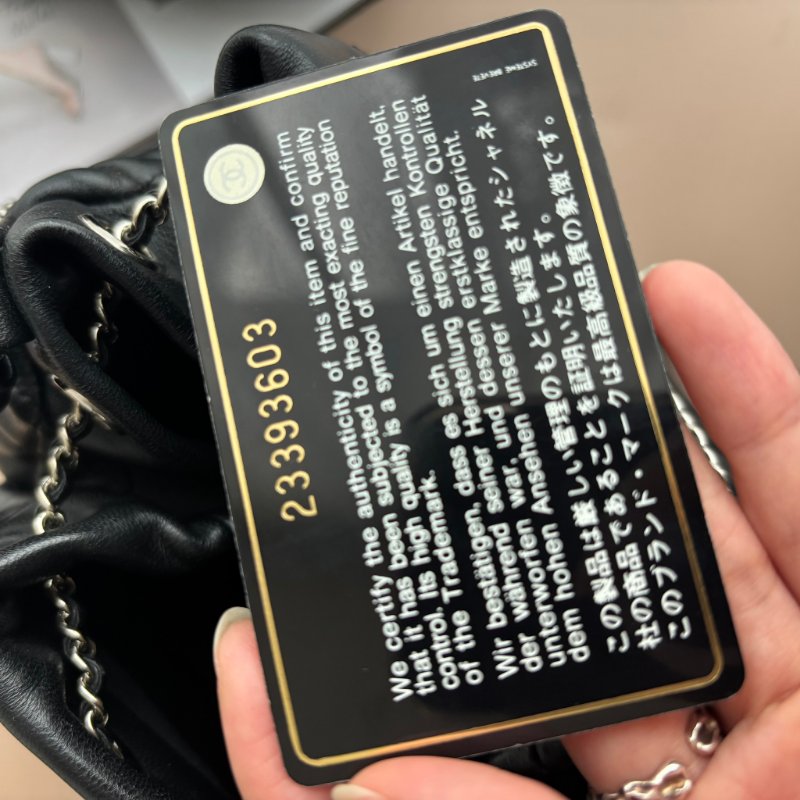 SYSTEME BREVETE
23393603
We certify the authenticity of this item and confirm
that it has been subjected to the most exacting quality
control. Its high quality is a symbol of the fine reputation
of the Trademark.
Wir bestätigen, dass es sich um einen Artikel handelt,
der während seiner Herstellung strengsten Kontrollen
unterworfen war, und dessen erstklassige Qualität
dem hohen Ansehen unserer Marke entspricht.
この製品は厳しい管理のもとに製造されたシャネル
社の商品であることを証明いたします。
このブランド・マークは最高級品質の象徴です。